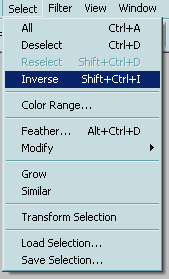 Select Filter View Window
All Ctrl+A
Deselect Ctrl+D
Reselect Shift+Ctrl+D
Inverse Shift+Ctrl+I
Color Range...
Feather... Alt+Ctrl+D
Modify
Grow
Similar
Transform Selection
Load Selection...
Save Selection...